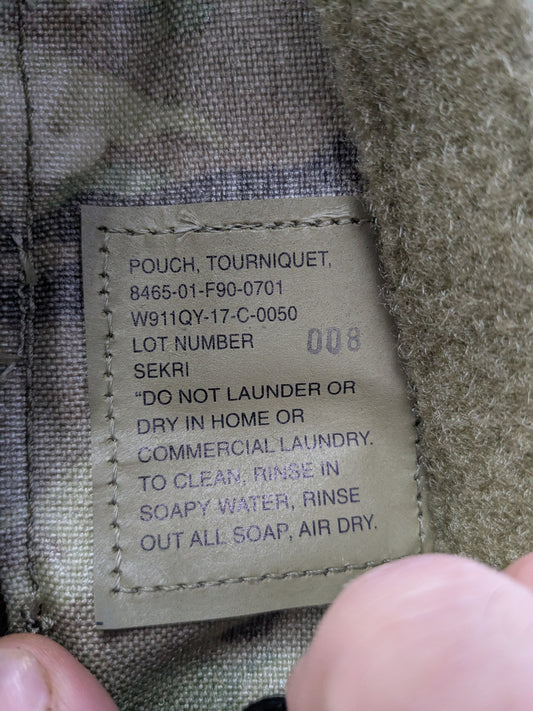 POUCH, TOURNIQUET,
8465-01-F90-0701
W911QY-17-C-0050
LOT NUMBER 008
SEKRI
"DO NOT LAUNDER OR
DRY IN HOME OR
COMMERCIAL LAUNDRY.
TO CLEAN, RINSE IN
SOAPY WATER, RINSE
OUT ALL SOAP, AIR DRY.